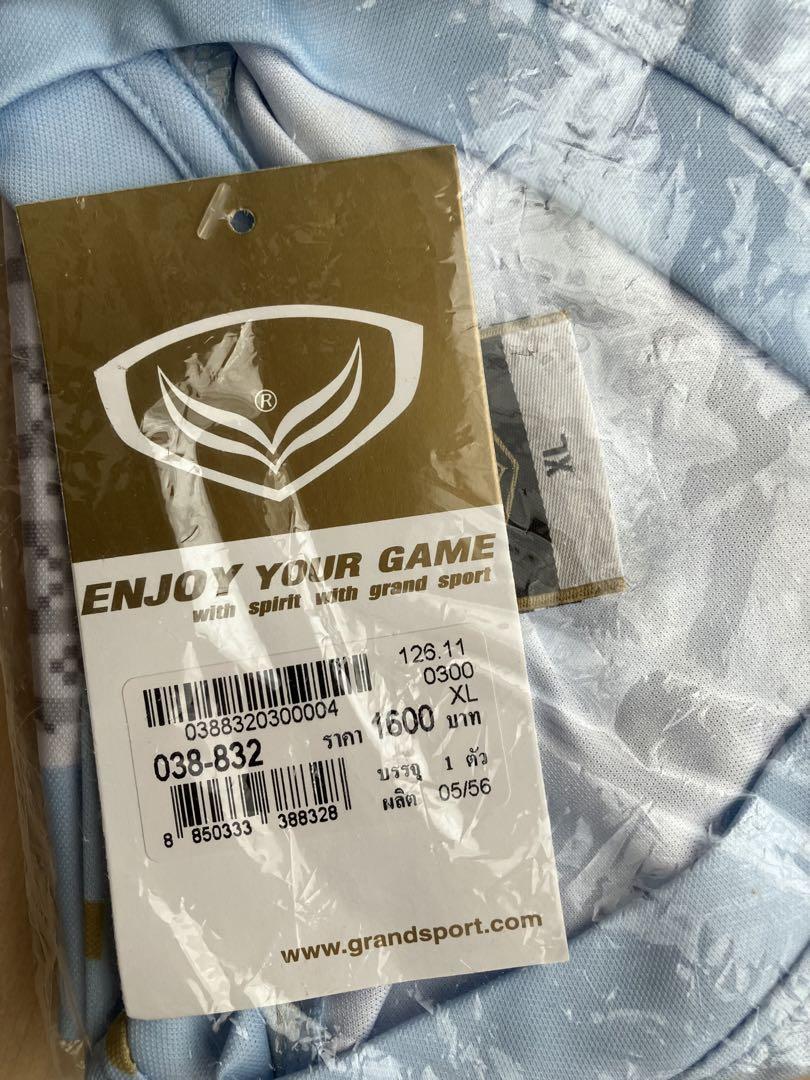 ®
ENJOY YOUR GAME
with spirit with grand sport
XL
126.11
0300
XL
0388320300004
038-832 ราคา 1600 บาท
บรรจุ 1 ตัว
ผลิต 05/56
8 850333 388328
www.grandsport.com